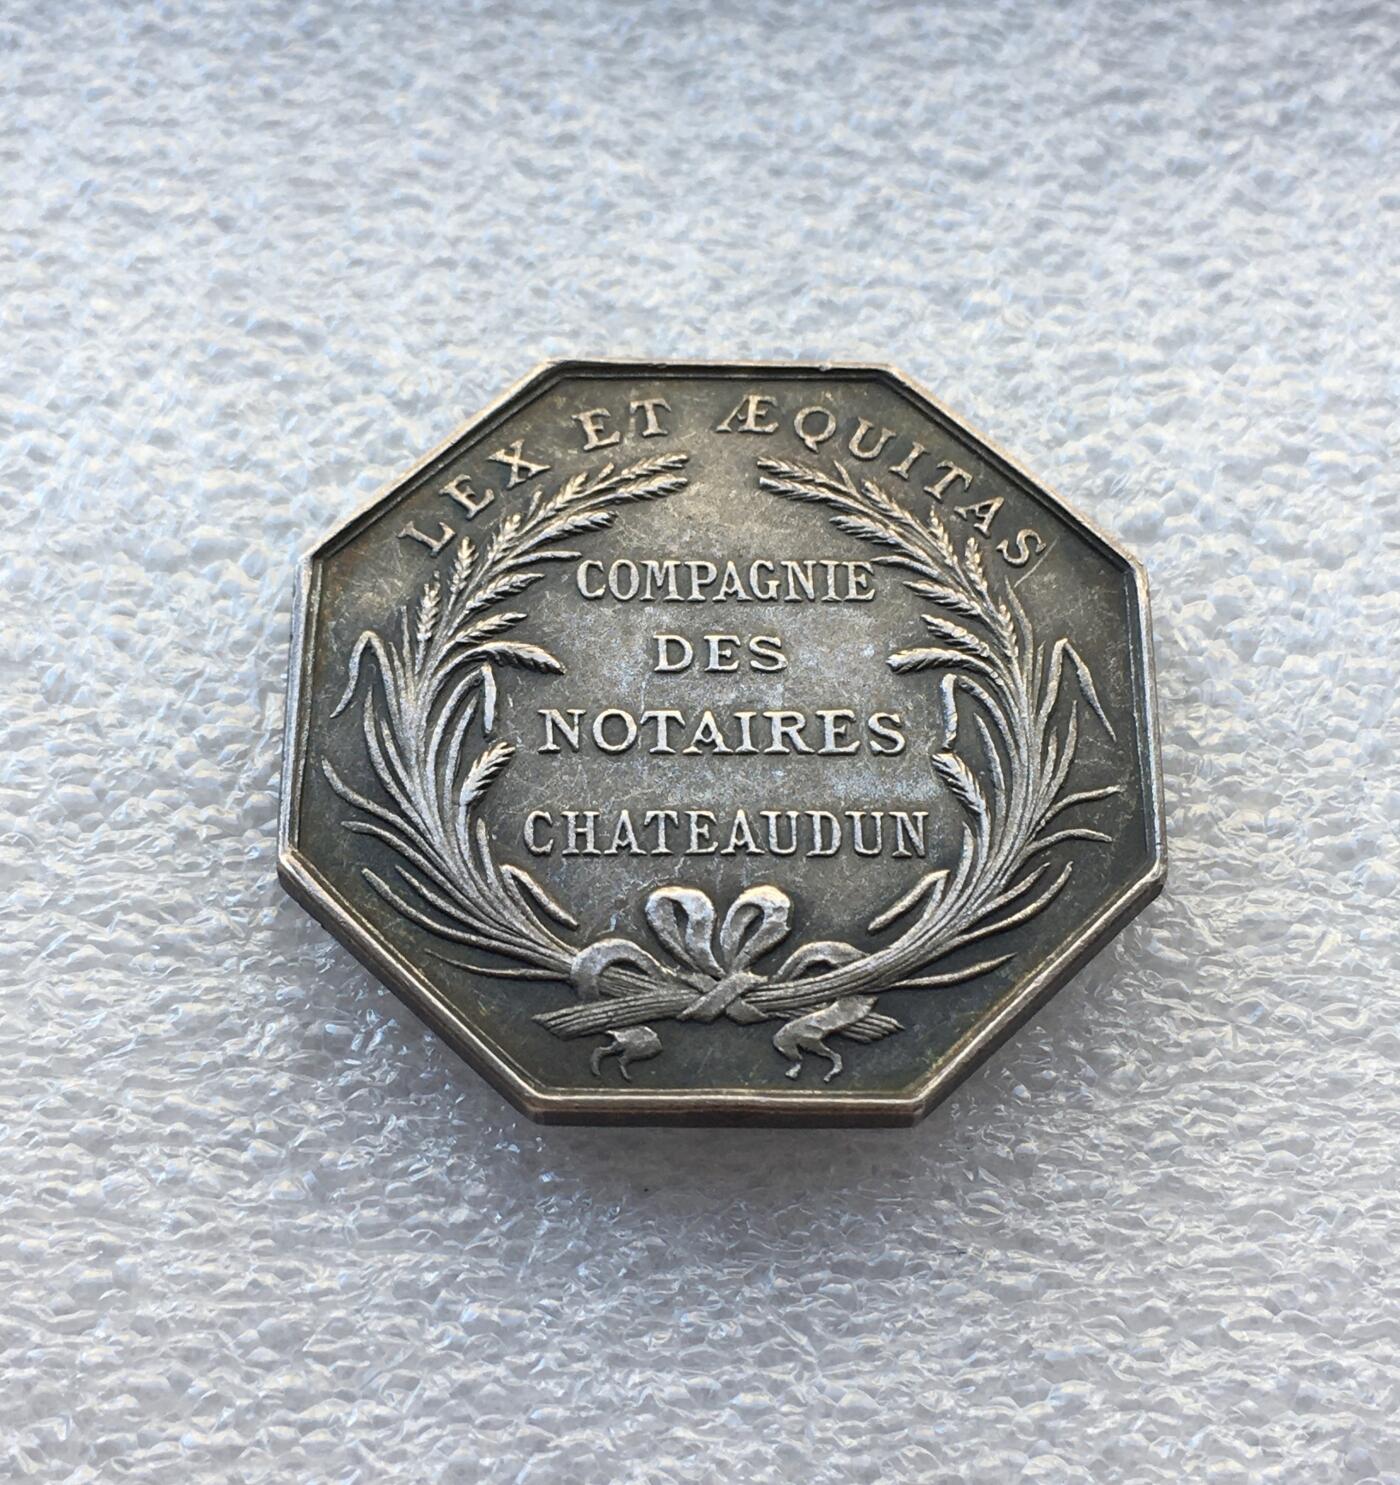 LEX ET ÆQUITAS
COMPAGNIE
DES
NOTAIRES
CHATEAUDUN